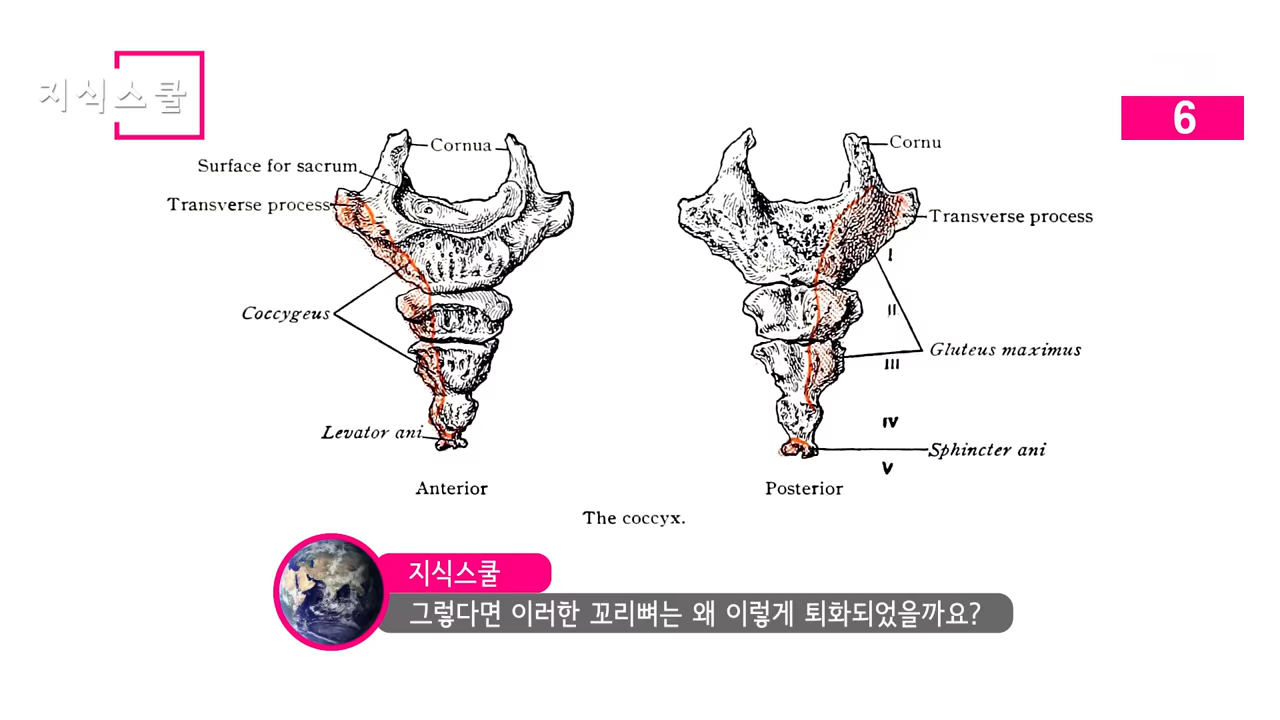 지식스쿨
6
Cornua
Surface for sacrum
Transverse process
Coccygeus
Levator ani
Anterior
Cornu
Transverse process
I
II
Gluteus maximus
III
IV
Sphincter ani
V
Posterior
The coccyx.
지식스쿨
그렇다면 이러한 꼬리뼈는 왜 이렇게 퇴화되었을까요?